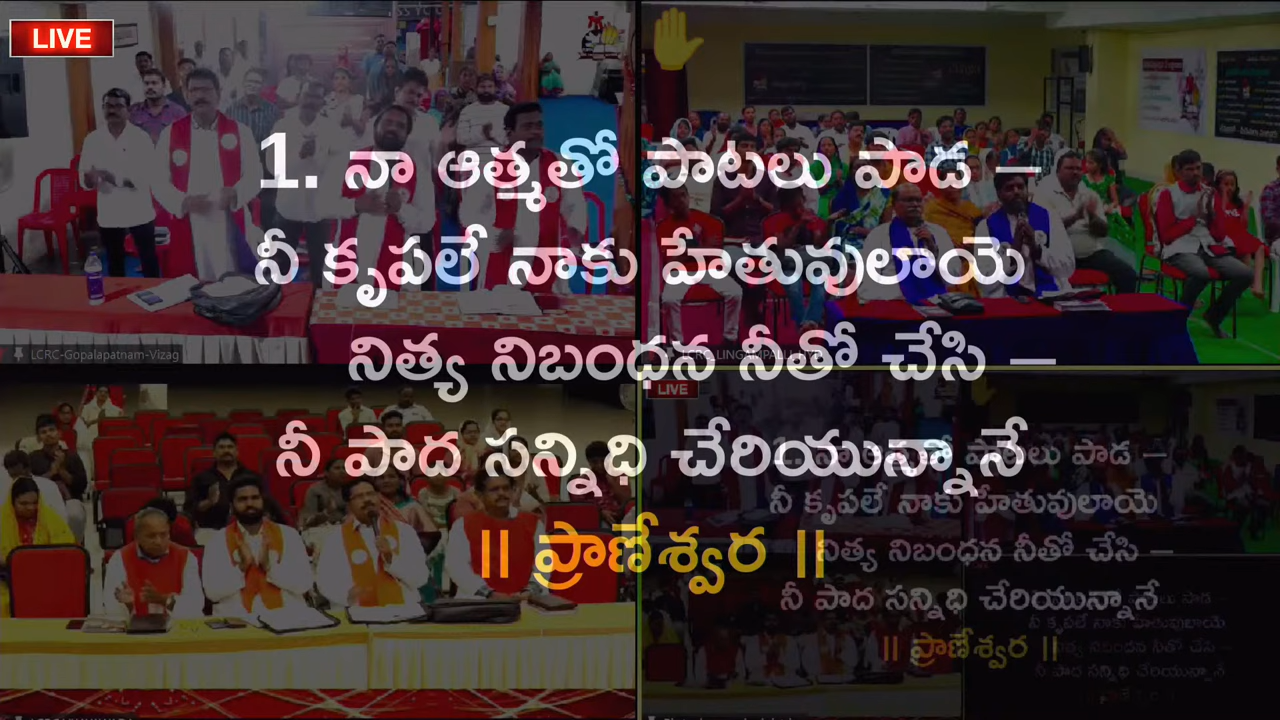 LIVE
1. నా ఆత్మతో పాటలు పాడ –
నీ కృపలే నాకు హేతువులాయె
నిత్య నిబంధన నీతో చేసి –
నీ పాద సన్నిధి చేరియున్నానే
|| ప్రాణేశ్వర ||
LCRC-Gopalapatnam-Vizag
LIVE
పాడ –
నీ కృపలే నాకు హేతువులాయె
నిత్య నిబంధన నీతో చేసి –
నీ పాద సన్నిధి చేరియున్నానే
|| ప్రాణేశ్వర ||